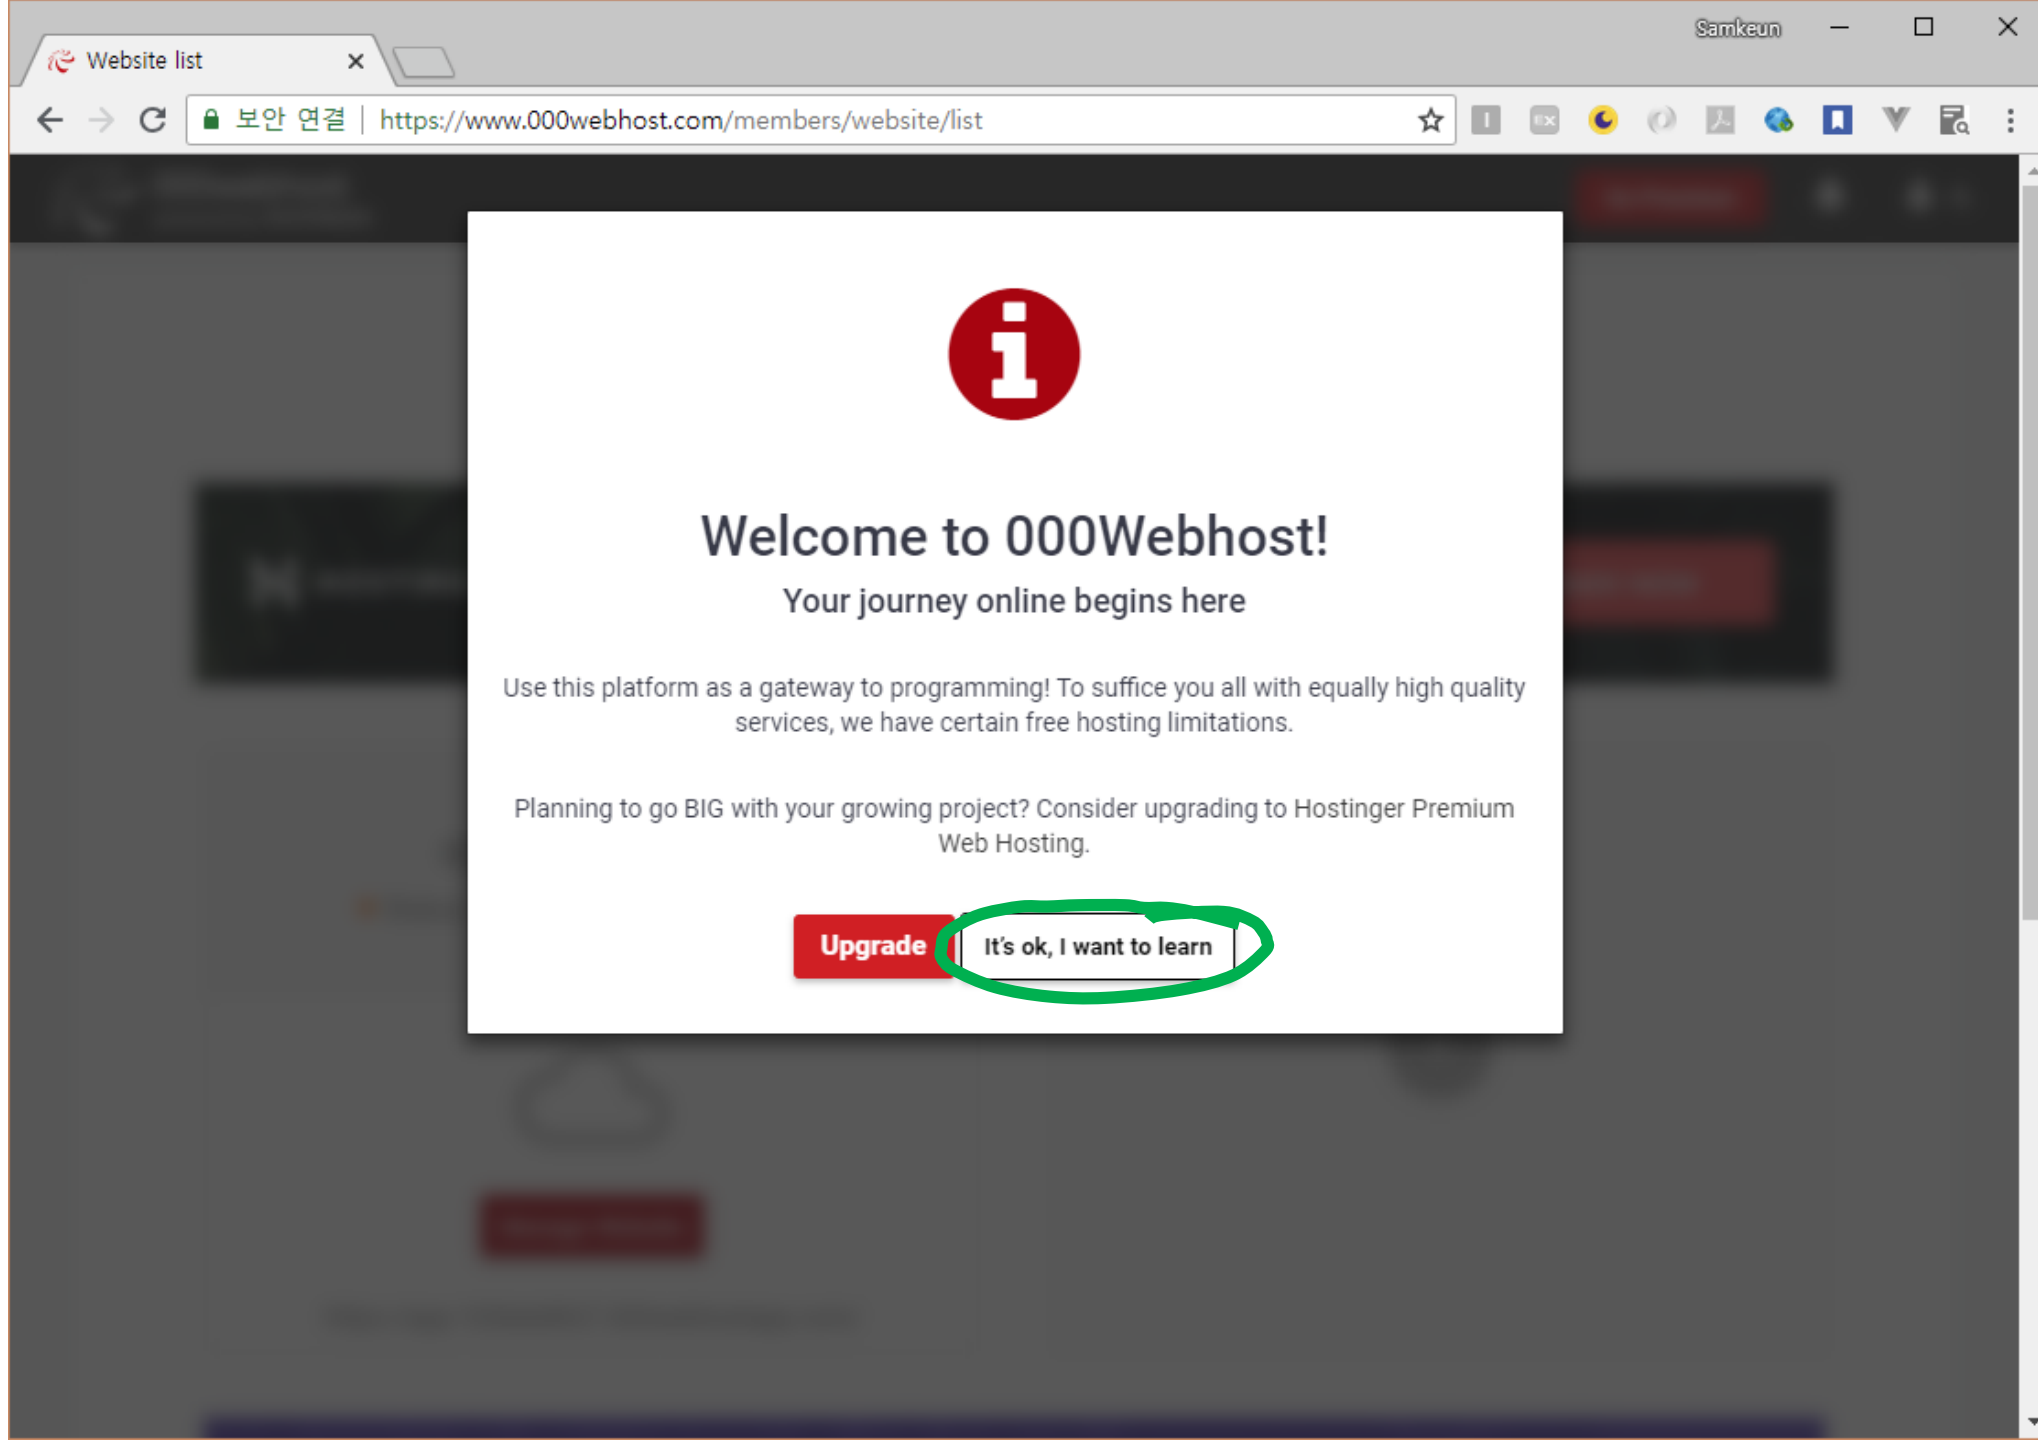 Samkeun
Website list
보안 연결 | https://www.000webhost.com/members/website/list
Welcome to 000Webhost!
Your journey online begins here
Use this platform as a gateway to programming! To suffice you all with equally high quality
services, we have certain free hosting limitations.
Planning to go BIG with your growing project? Consider upgrading to Hostinger Premium
Web Hosting.
Upgrade
It's ok, I want to learn